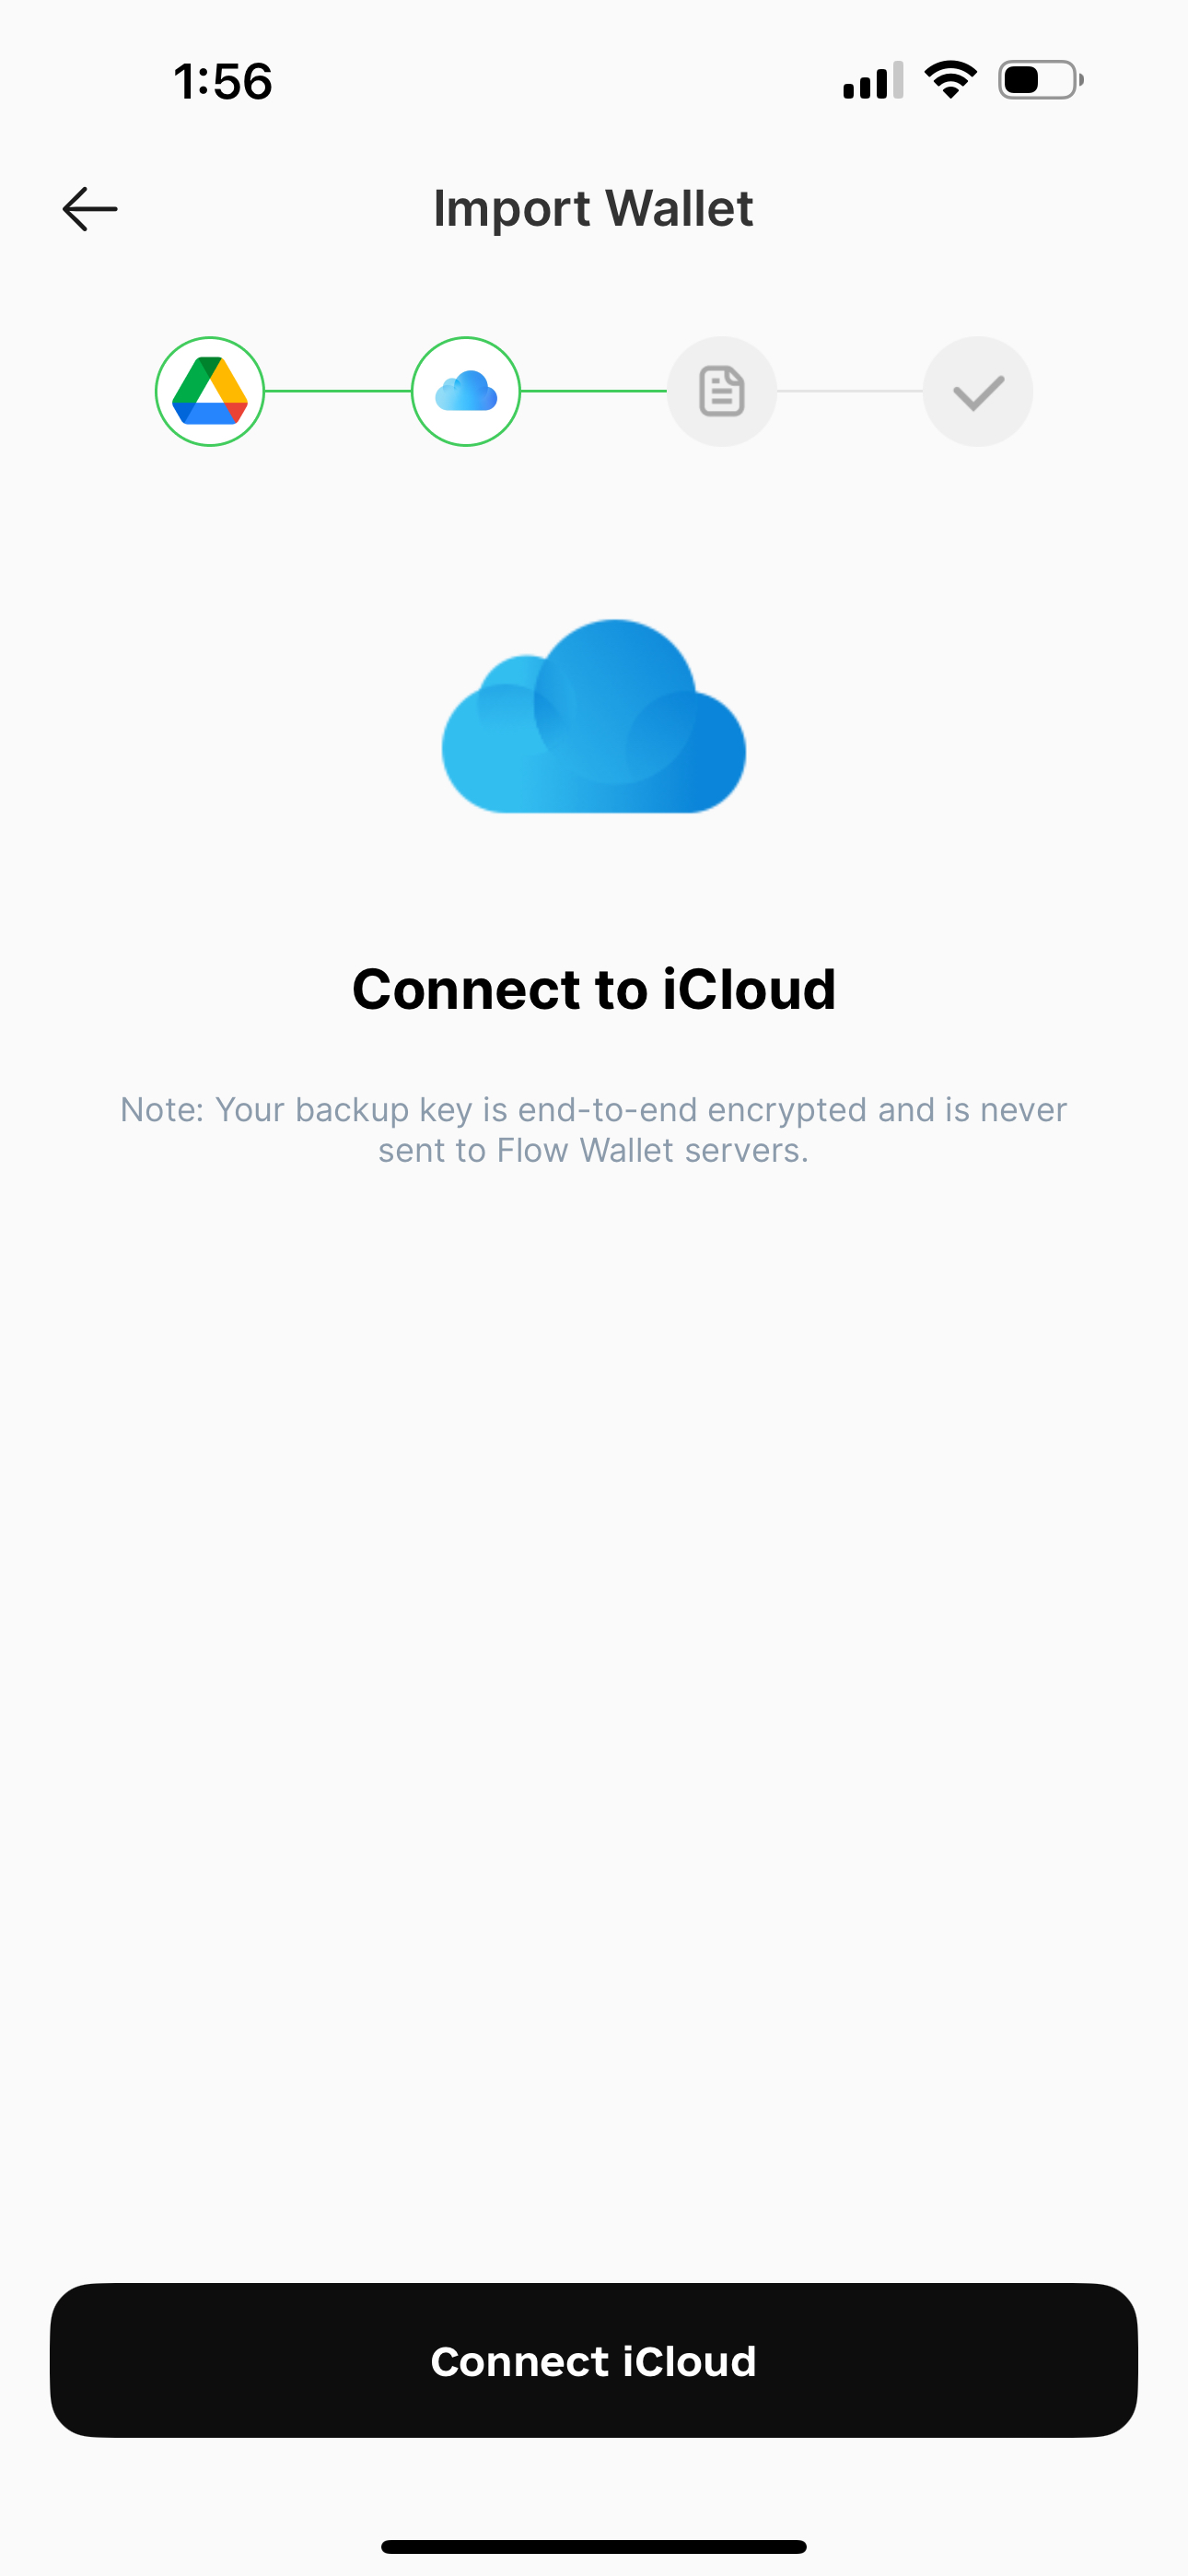 1:56
Import Wallet
Connect to iCloud
Note: Your backup key is end-to-end encrypted and is never
sent to Flow Wallet servers.
Connect iCloud